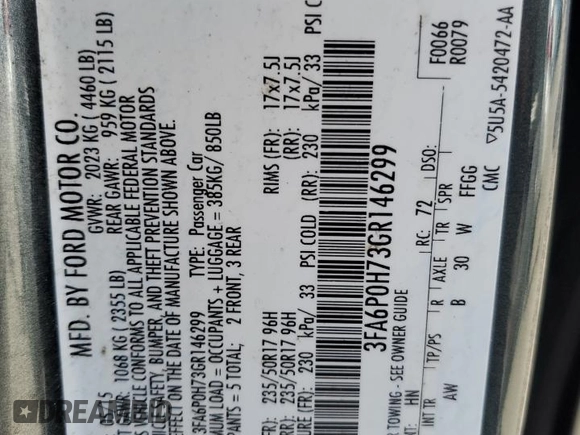 MFD. BY FORD MOTOR CO.
GVWR: 2023 KG ( 4460 LB)
1068 KG ( 2355 LB) REAR GAWR: 959 KG ( 2115 LB)
VEHICLE CONFORMS TO ALL APPLICABLE FEDERAL MOTOR
SAFETY, BUMPER, AND THEFT PREVENTION STANDARDS
EFFECT ON THE DATE OF MANUFACTURE SHOWN ABOVE.
3FA6P0H73GR146299 TYPE: Passenger Car
LOAD = OCCUPANTS + LUGGAGE = 385KG/ 850LB
= 5 TOTAL; 2 FRONT, 3 REAR
235/50R17 96H RIMS (FR): 17x7.5J
235/50R17 96H (RR): 17x7.5J
(FR): 230 kPa/ 33 PSI COLD (RR): 230 kPa/ 33 PSI C
3FA6P0H73GR146299
TOWING - SEE OWNER GUIDE
HN RC: 72 DSO: F0066
R0079
INT TR TP/PS R AXLE TR SPR
AW B 30 W FFGG
CMC ▽5U5A-5420472-AA
DREAMBID